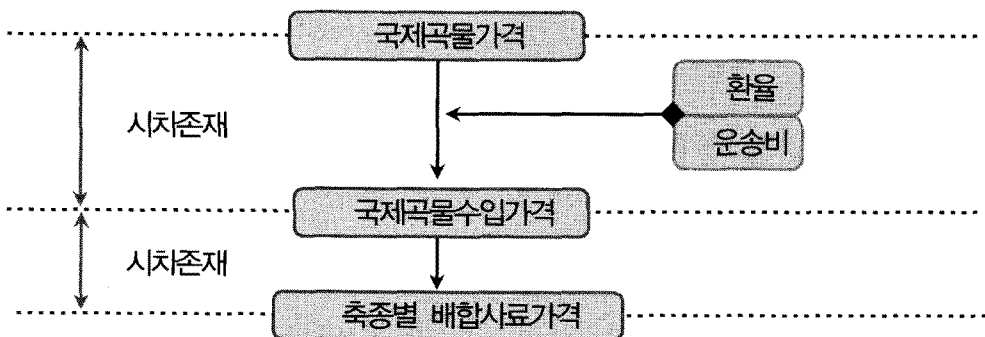 국제곡물가격
환율
시차존재
운송비
국제곡물수입가격
시차존재
축종별 배합사료가격